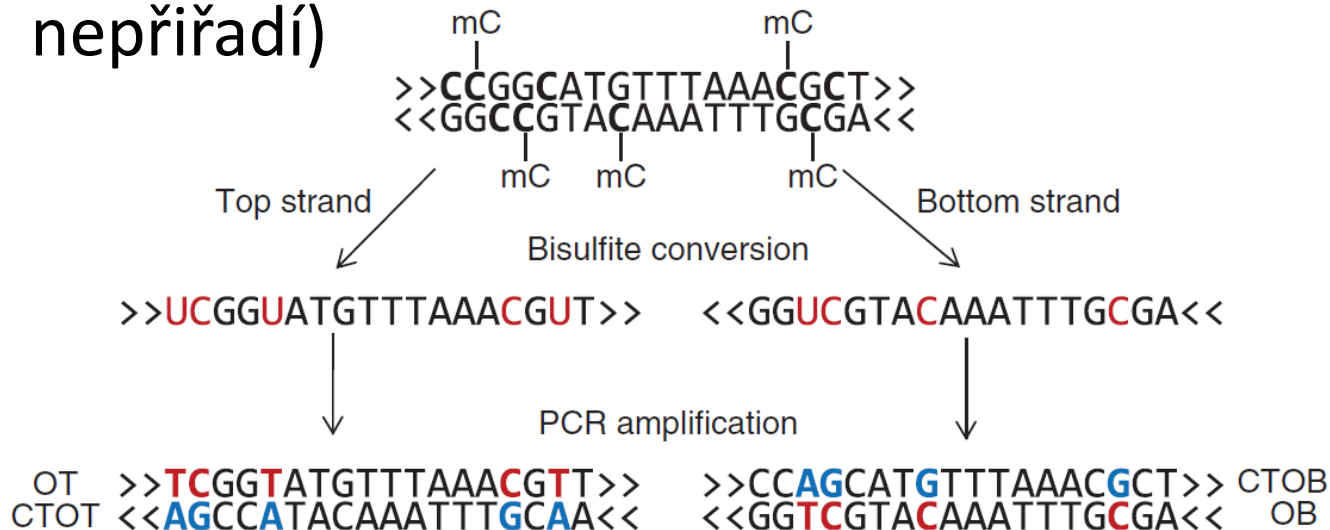 nepřiřadí)
mC mC
>>CCGGCATGTTTAAACGCT>>
<<GGCCGTACAAATTTGCGA<<
mC mC mC
Top strand Bottom strand
Bisulfite conversion
>>UCGGUATGTTTAAACGUT>> <<GGUCGTACAAATTTGCGA<<
PCR amplification
OT >>TCGGTATGTTTAAACGTT>> >>CCAGCATGTTTAAACGCT>> CTOB
CTOT <<AGCCATACAAATTTGCAA<< <<GGTCGTACAAATTTGCGA<< OB